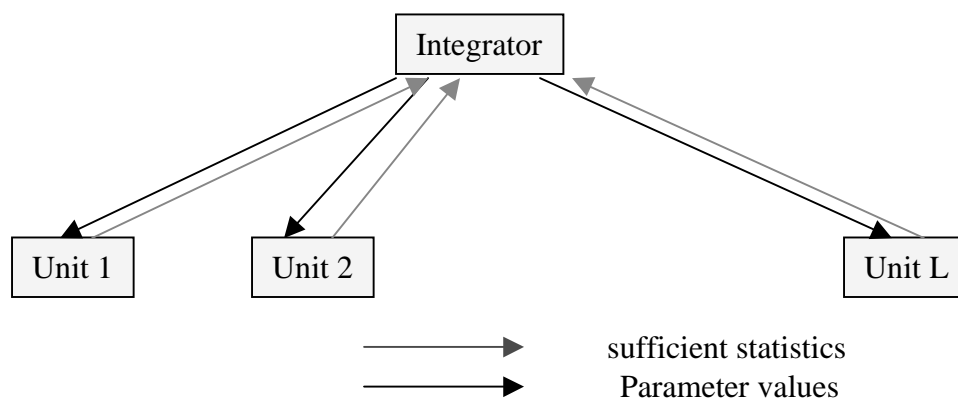 Integrator
Unit 1
Unit 2
Unit L
sufficient statistics
Parameter values